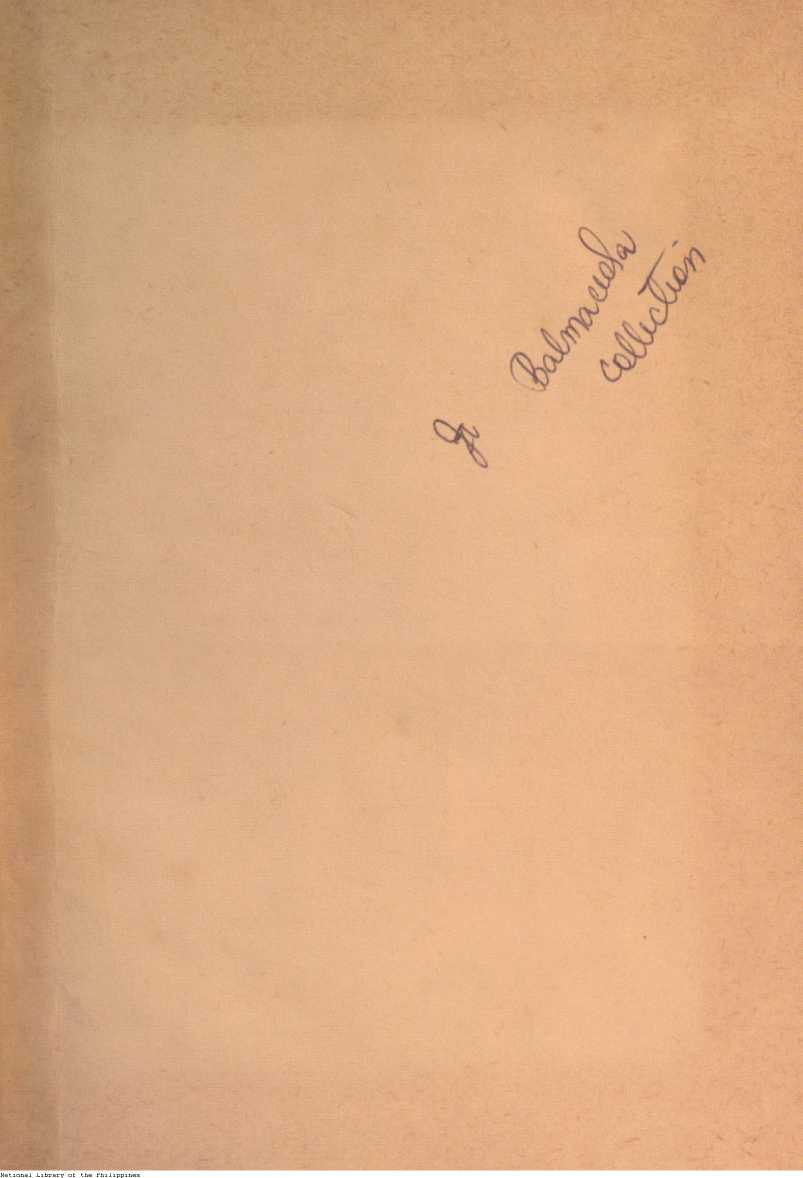 Balmaceda
collection
National Library of the Philippines